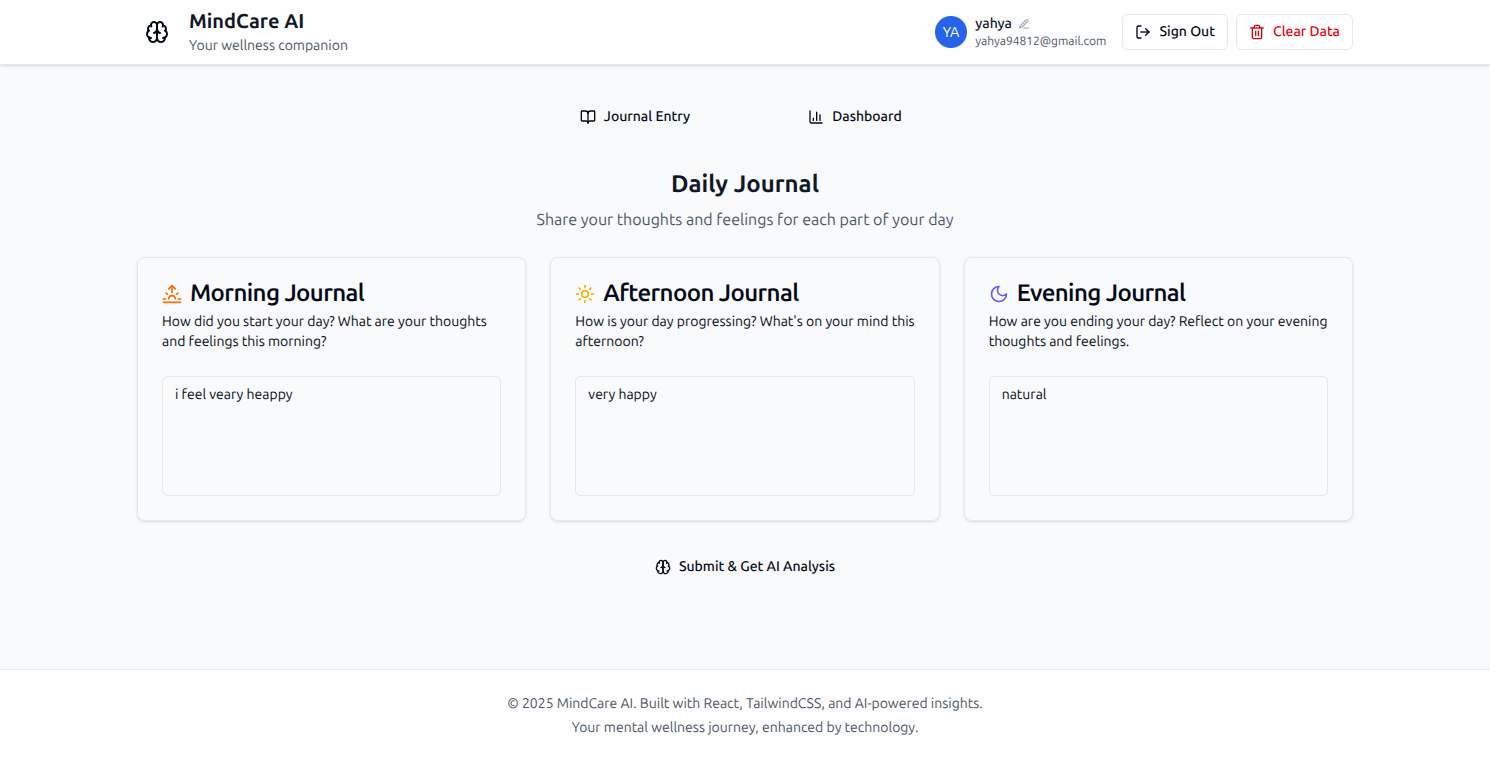 MindCare AI
Your wellness companion
YA
yahya
yahya94812@gmail.com
Sign Out
Clear Data
Journal Entry
Dashboard
Daily Journal
Share your thoughts and feelings for each part of your day
Morning Journal
How did you start your day? What are your thoughts
and feelings this morning?
i feel veary heappy
Afternoon Journal
How is your day progressing? What's on your mind this
afternoon?
very happy
Evening Journal
How are you ending your day? Reflect on your evening
thoughts and feelings.
natural
Submit & Get AI Analysis
© 2025 MindCare AI. Built with React, TailwindCSS, and AI-powered insights.
Your mental wellness journey, enhanced by technology.